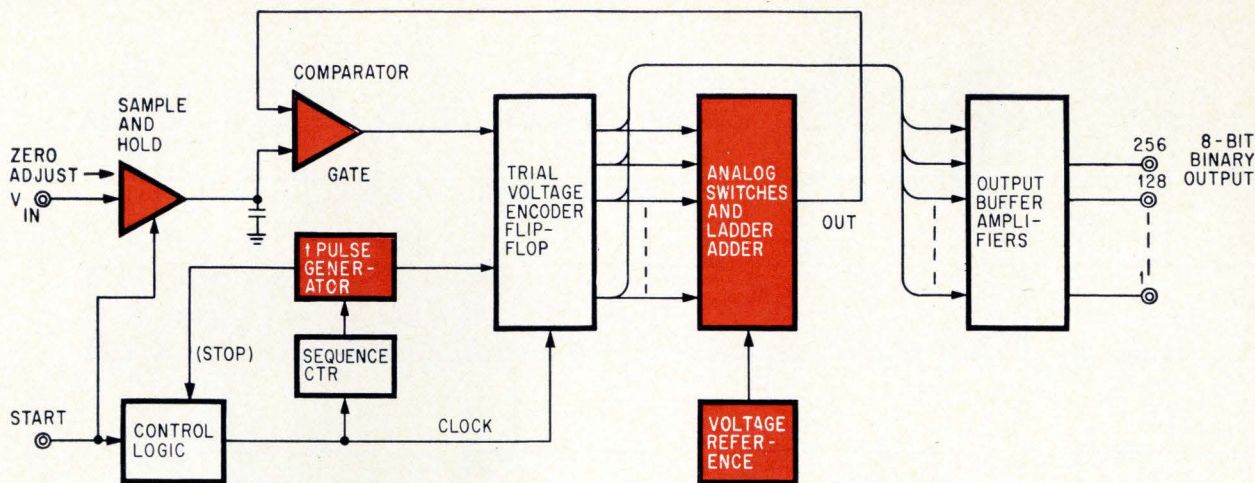 COMPARATOR
SAMPLE
AND
HOLD
ZERO
ADJUST
V IN
GATE
TRIAL
VOLTAGE
ENCODER
FLIP-
FLOP
ANALOG
SWITCHES
AND
LADDER
ADDER
OUT
OUTPUT
BUFFER
AMPLI-
FIERS
256
128
1
8-BIT
BINARY
OUTPUT
t PULSE
GENER-
ATOR
(STOP)
SEQUENCE
CTR
START
CONTROL
LOGIC
CLOCK
VOLTAGE
REFER-
ENCE